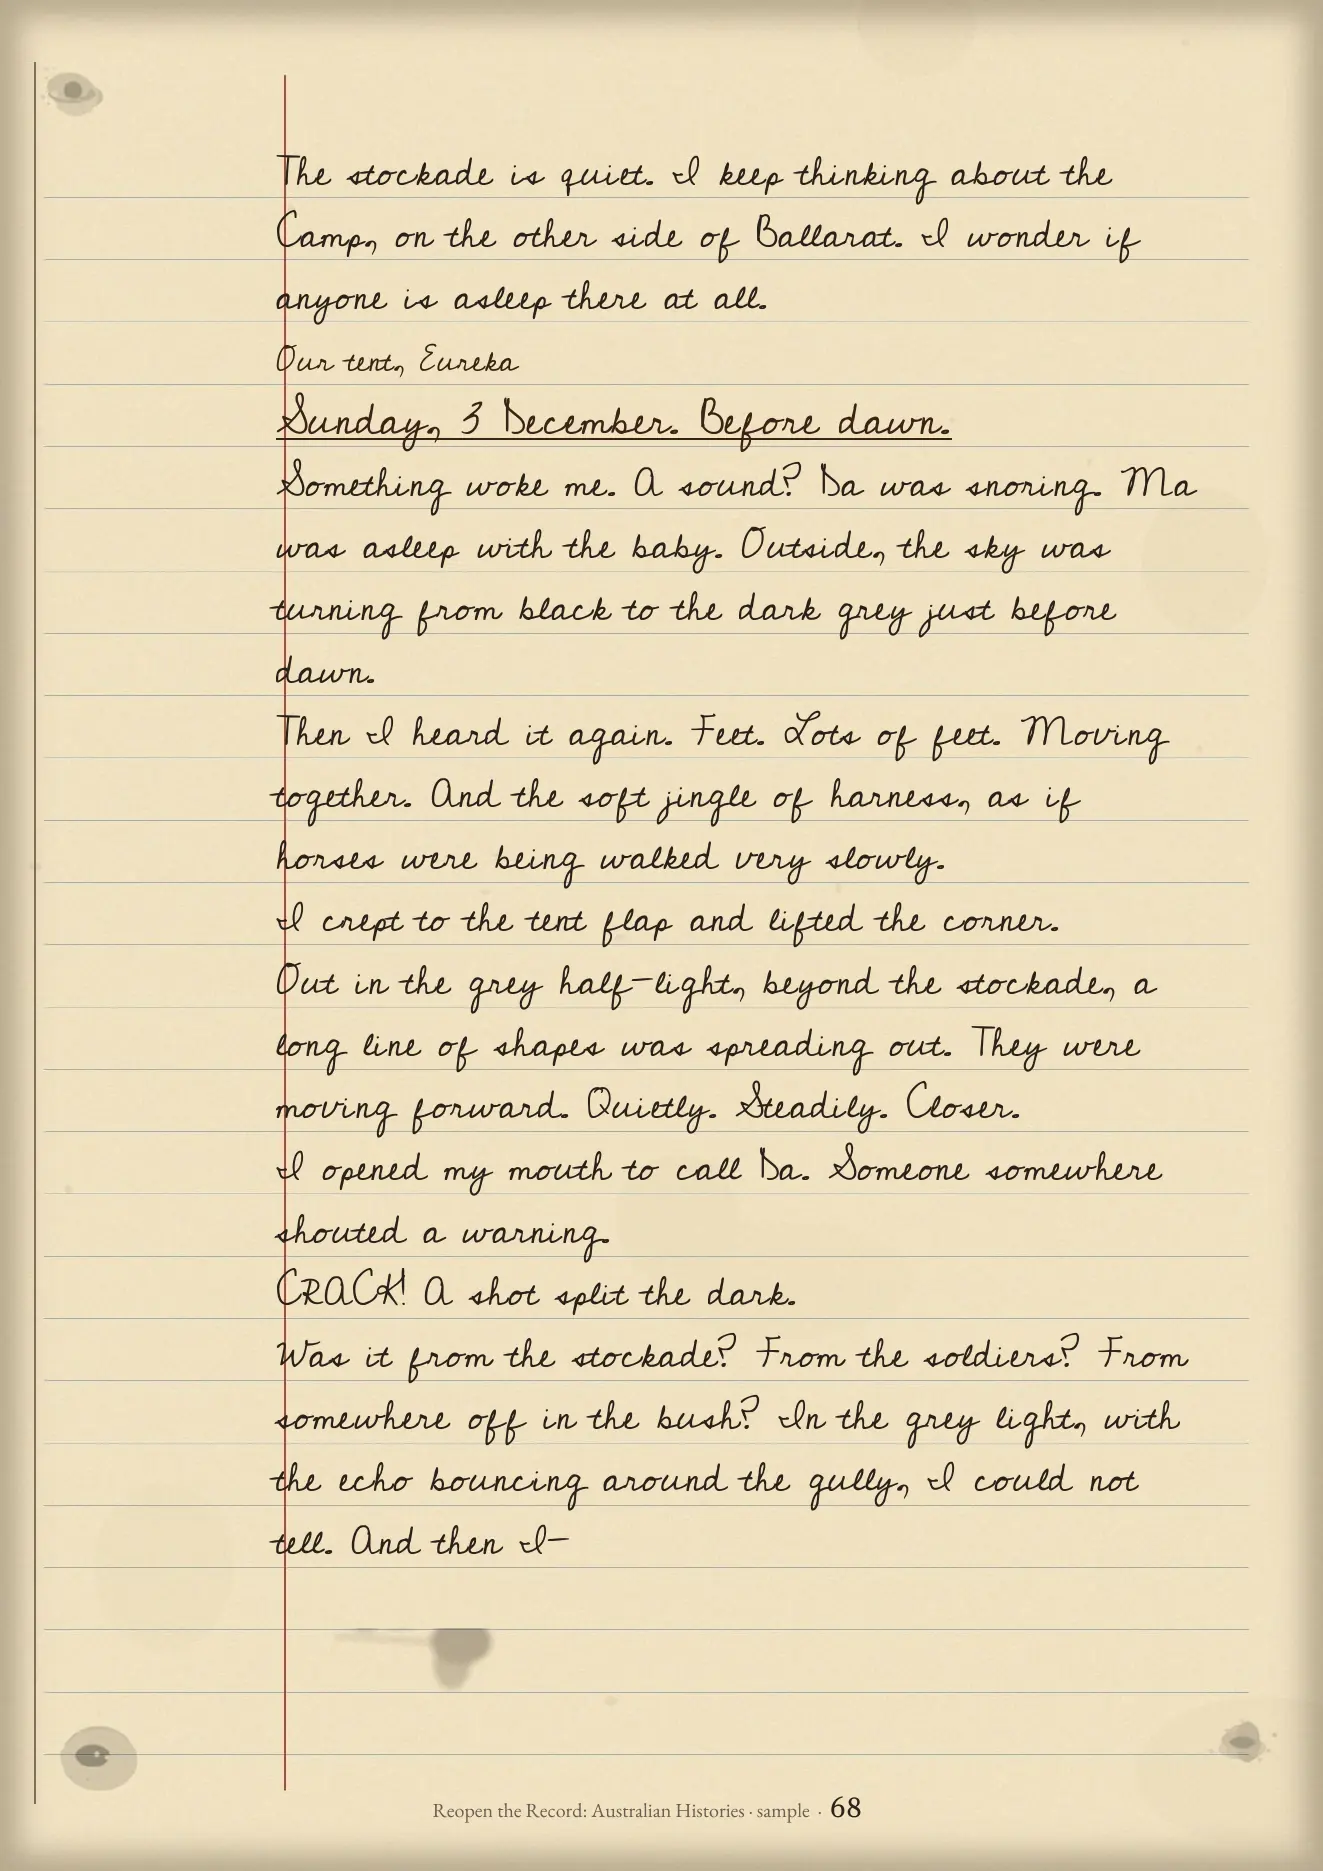 The stockade is quiet. I keep thinking about the
Camp, on the other side of Ballarat. I wonder if
anyone is asleep there at all.
Our tent, Eureka
Sunday, 3 December. Before dawn.
Something woke me. A sound? Da was snoring. Ma
was asleep with the baby. Outside, the sky was
turning from black to the dark grey just before
dawn.
Then I heard it again. Feet. Lots of feet. Moving
together. And the soft jingle of harness, as if
horses were being walked very slowly.
I crept to the tent flap and lifted the corner.
Out in the grey half-light, beyond the stockade, a
long line of shapes was spreading out. They were
moving forward. Quietly. Steadily. Closer.
I opened my mouth to call Da. Someone somewhere
shouted a warning.
CRACK! A shot split the dark.
Was it from the stockade? From the soldiers? From
somewhere off in the bush? In the grey light, with
the echo bouncing around the gully, I could not
tell. And then I—
Reopen the Record: Australian Histories · sample · 68